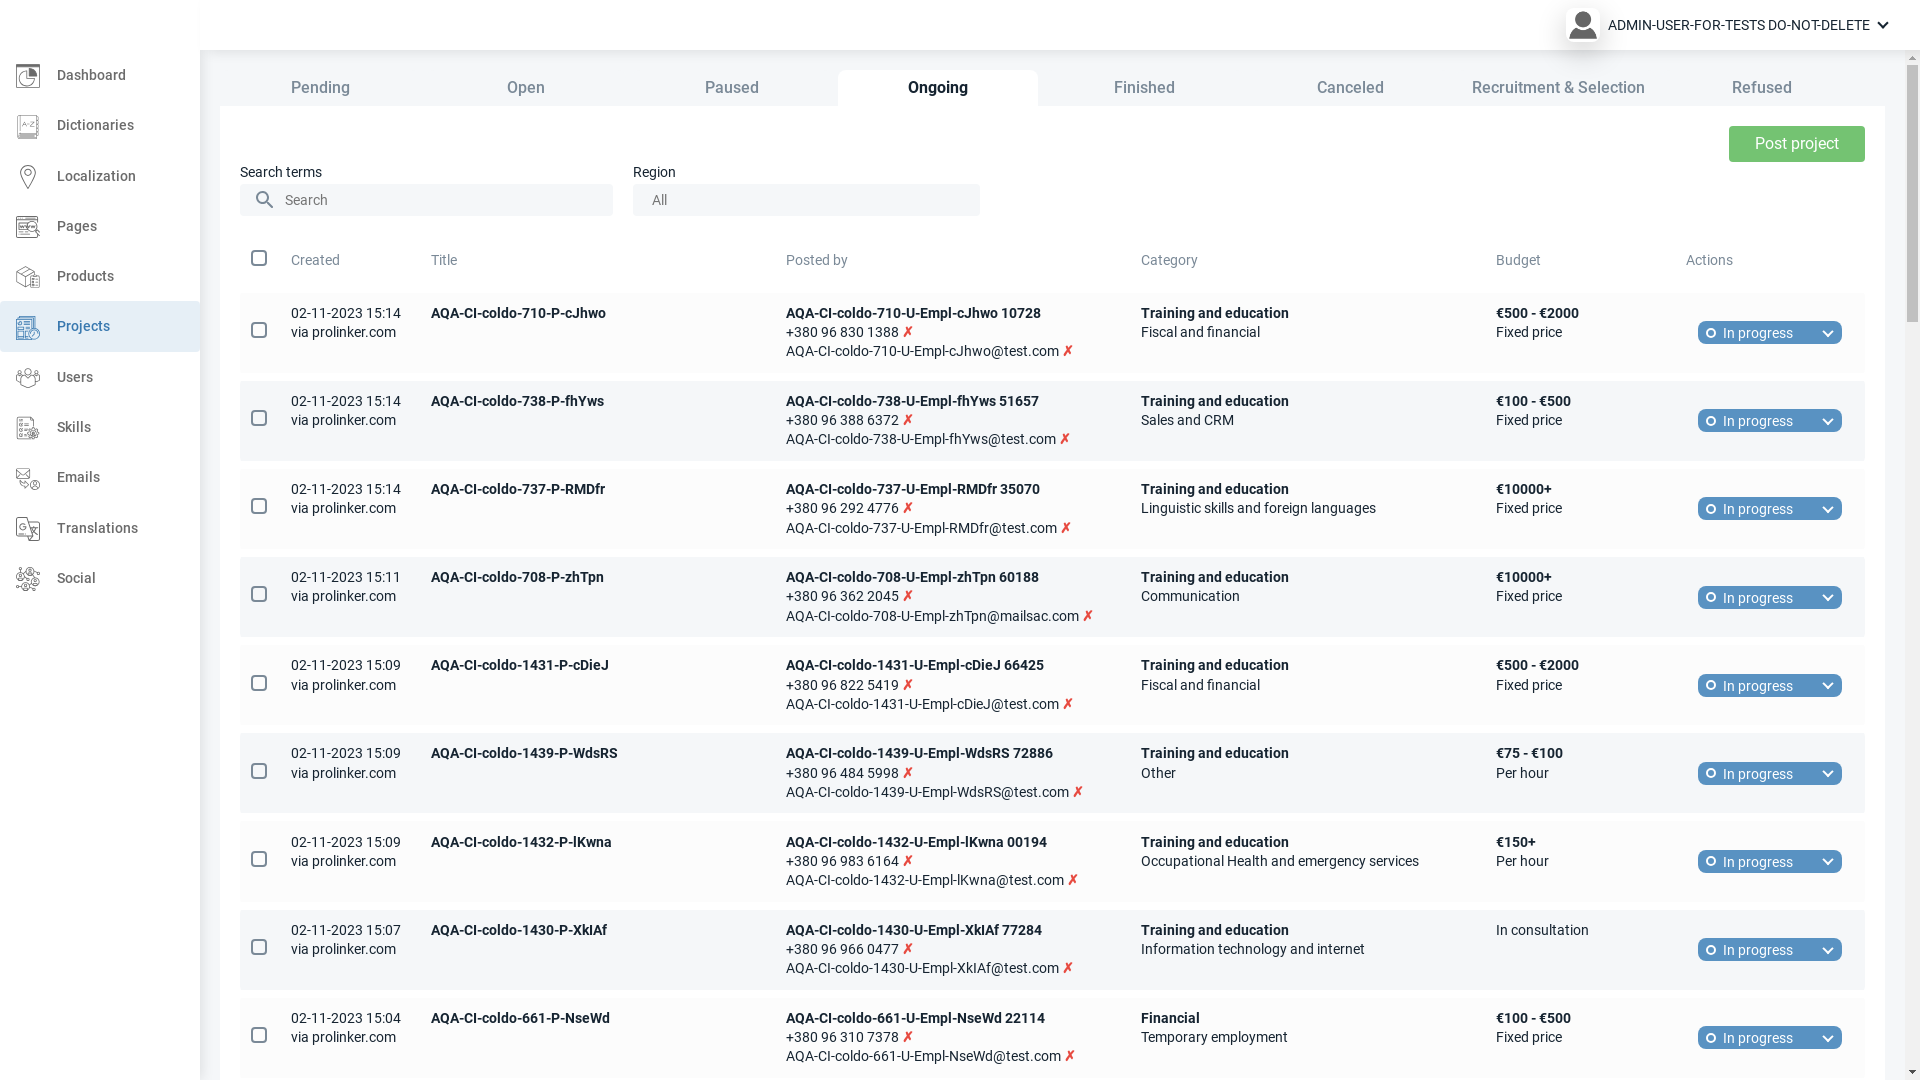 ADMIN-USER-FOR-TESTS DO-NOT-DELETE
Dashboard
Dictionaries
Localization
Pages
Products
Projects
Users
Skills
Emails
Translations
Social
Pending Open Paused Ongoing Finished Canceled Recruitment & Selection Refused
Post project
Search terms Region
Search All
Created Title Posted by Category Budget Actions
02-11-2023 15:14 AQA-CI-coldo-710-P-cJhwo AQA-CI-coldo-710-U-Empl-cJhwo 10728 Training and education €500 - €2000
via prolinker.com +380 96 830 1388 ✗ Fiscal and financial Fixed price In progress
AQA-CI-coldo-710-U-Empl-cJhwo@test.com ✗
02-11-2023 15:14 AQA-CI-coldo-738-P-fhYws AQA-CI-coldo-738-U-Empl-fhYws 51657 Training and education €100 - €500
via prolinker.com +380 96 388 6372 ✗ Sales and CRM Fixed price In progress
AQA-CI-coldo-738-U-Empl-fhYws@test.com ✗
02-11-2023 15:14 AQA-CI-coldo-737-P-RMDfr AQA-CI-coldo-737-U-Empl-RMDfr 35070 Training and education €10000+
via prolinker.com +380 96 292 4776 ✗ Linguistic skills and foreign languages Fixed price In progress
AQA-CI-coldo-737-U-Empl-RMDfr@test.com ✗
02-11-2023 15:11 AQA-CI-coldo-708-P-zhTpn AQA-CI-coldo-708-U-Empl-zhTpn 60188 Training and education €10000+
via prolinker.com +380 96 362 2045 ✗ Communication Fixed price In progress
AQA-CI-coldo-708-U-Empl-zhTpn@mailsac.com ✗
02-11-2023 15:09 AQA-CI-coldo-1431-P-cDieJ AQA-CI-coldo-1431-U-Empl-cDieJ 66425 Training and education €500 - €2000
via prolinker.com +380 96 822 5419 ✗ Fiscal and financial Fixed price In progress
AQA-CI-coldo-1431-U-Empl-cDieJ@test.com ✗
02-11-2023 15:09 AQA-CI-coldo-1439-P-WdsRS AQA-CI-coldo-1439-U-Empl-WdsRS 72886 Training and education €75 - €100
via prolinker.com +380 96 484 5998 ✗ Other Per hour In progress
AQA-CI-coldo-1439-U-Empl-WdsRS@test.com ✗
02-11-2023 15:09 AQA-CI-coldo-1432-P-lKwna AQA-CI-coldo-1432-U-Empl-lKwna 00194 Training and education €150+
via prolinker.com +380 96 983 6164 ✗ Occupational Health and emergency services Per hour In progress
AQA-CI-coldo-1432-U-Empl-lKwna@test.com ✗
02-11-2023 15:07 AQA-CI-coldo-1430-P-XkIAf AQA-CI-coldo-1430-U-Empl-XkIAf 77284 Training and education In consultation
via prolinker.com +380 96 966 0477 ✗ Information technology and internet In progress
AQA-CI-coldo-1430-U-Empl-XkIAf@test.com ✗
02-11-2023 15:04 AQA-CI-coldo-661-P-NseWd AQA-CI-coldo-661-U-Empl-NseWd 22114 Financial €100 - €500
via prolinker.com +380 96 310 7378 ✗ Temporary employment Fixed price In progress
AQA-CI-coldo-661-U-Empl-NseWd@test.com ✗